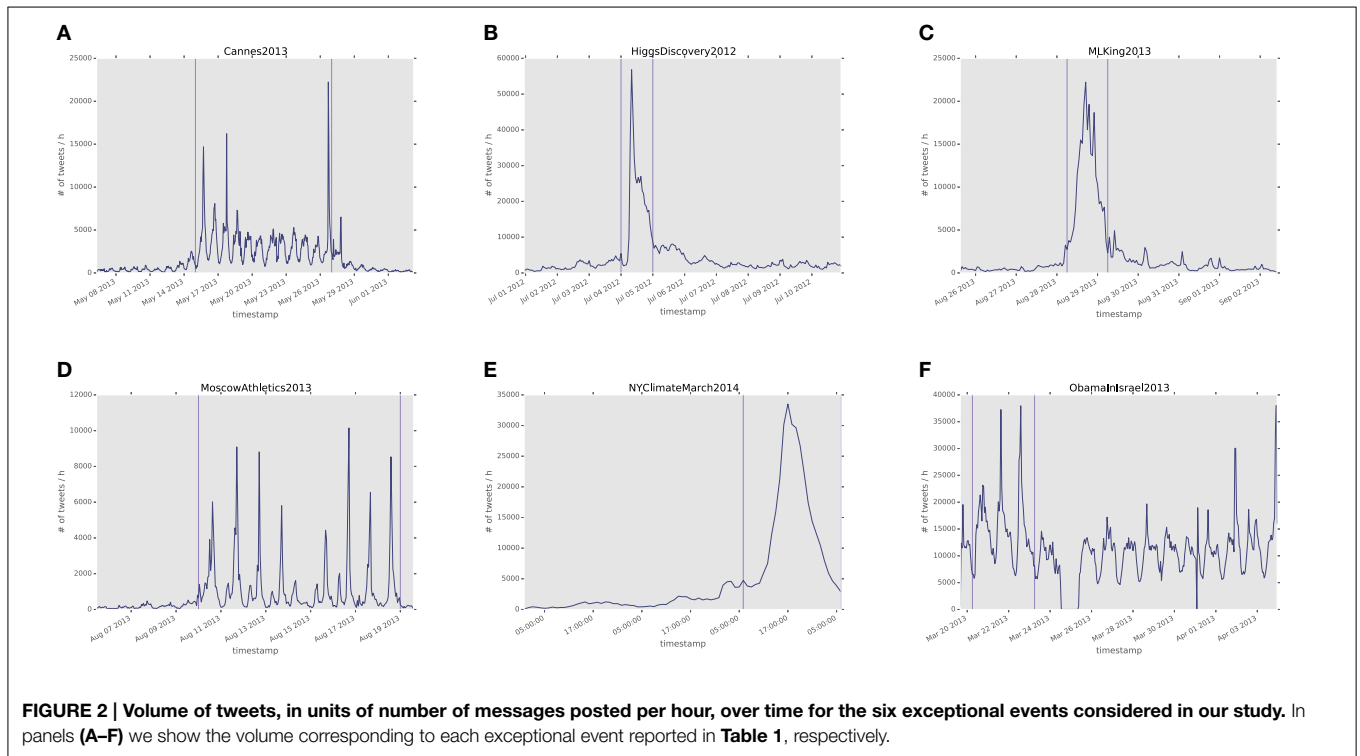 A
Cannes2013
25000
20000
15000
10000
5000
0
# of tweets / h
May 08 2013
May 11 2013
May 14 2013
May 17 2013
May 20 2013
May 23 2013
May 26 2013
May 29 2013
Jun 01 2013
timestamp
B
HiggsDiscovery2012
60000
50000
40000
30000
20000
10000
0
# of tweets / h
Jul 01 2012
Jul 02 2012
Jul 03 2012
Jul 04 2012
Jul 05 2012
Jul 06 2012
Jul 07 2012
Jul 08 2012
Jul 09 2012
Jul 10 2012
timestamp
C
MLKing2013
25000
20000
15000
10000
5000
0
# of tweets / h
Aug 26 2013
Aug 27 2013
Aug 28 2013
Aug 29 2013
Aug 30 2013
Aug 31 2013
Sep 01 2013
Sep 02 2013
timestamp
D
MoscowAthletics2013
12000
10000
8000
6000
4000
2000
0
# of tweets / h
Aug 07 2013
Aug 09 2013
Aug 11 2013
Aug 13 2013
Aug 15 2013
Aug 17 2013
Aug 19 2013
timestamp
E
NYClimateMarch2014
35000
30000
25000
20000
15000
10000
5000
0
# of tweets / h
05:00:00
17:00:00
05:00:00
17:00:00
05:00:00
17:00:00
05:00:00
timestamp
F
ObamaInIsrael2013
40000
35000
30000
25000
20000
15000
10000
5000
0
# of tweets / h
Mar 20 2013
Mar 22 2013
Mar 24 2013
Mar 26 2013
Mar 28 2013
Mar 30 2013
Apr 01 2013
Apr 03 2013
timestamp
FIGURE 2 | Volume of tweets, in units of number of messages posted per hour, over time for the six exceptional events considered in our study. In
panels (A–F) we show the volume corresponding to each exceptional event reported in Table 1, respectively.